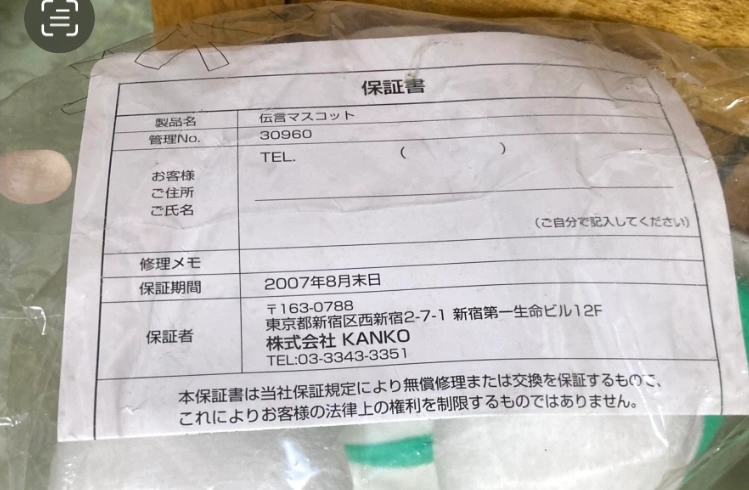 保証書
製品名 伝言マスコット
管理No. 30960
お客様
ご住所
ご氏名
TEL. ( )
(ご自分で記入してください)
修理メモ
保証期間 2007年8月末日
保証者
〒163-0788
東京都新宿区西新宿2-7-1 新宿第一生命ビル12F
株式会社 KANKO
TEL:03-3343-3351
本保証書は当社保証規定により無償修理または交換を保証するもので、
これによりお客様の法律上の権利を制限するものではありません。